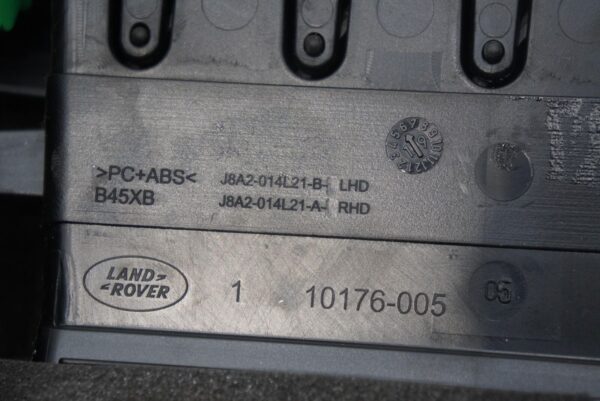 >PC+ABS< J8A2-014L21-B- LHD
B45XB J8A2-014L21-A- RHD
LAND-
-ROVER
1 10176-005 05